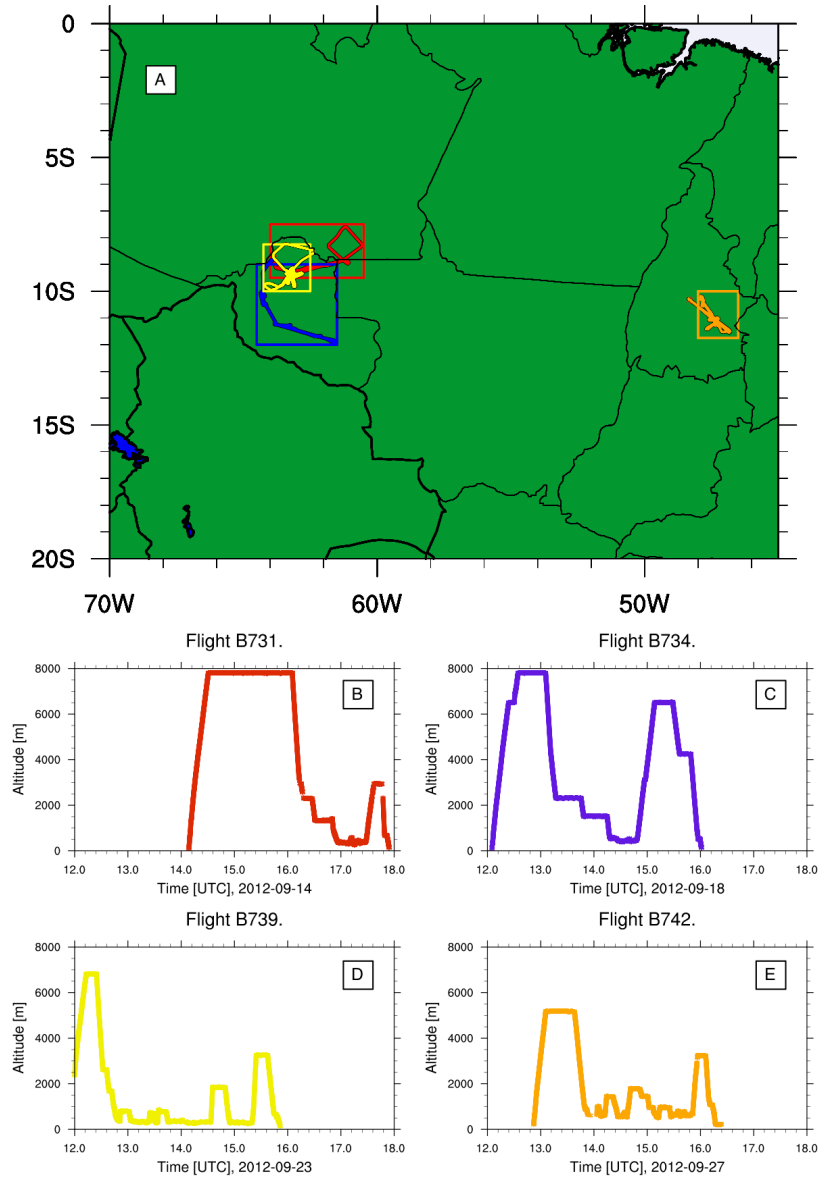 0
A
5S
10S
15S
20S
70W 60W 50W
Flight B731. Flight B734.
8000 8000
B C
6000 6000
Altitude [m] Altitude [m]
4000 4000
2000 2000
0 0
12.0 13.0 14.0 15.0 16.0 17.0 18.0 12.0 13.0 14.0 15.0 16.0 17.0 18.0
Time [UTC], 2012-09-14 Time [UTC], 2012-09-18
Flight B739. Flight B742.
8000 8000
D E
6000 6000
Altitude [m] Altitude [m]
4000 4000
2000 2000
0 0
12.0 13.0 14.0 15.0 16.0 17.0 18.0 12.0 13.0 14.0 15.0 16.0 17.0 18.0
Time [UTC], 2012-09-23 Time [UTC], 2012-09-27